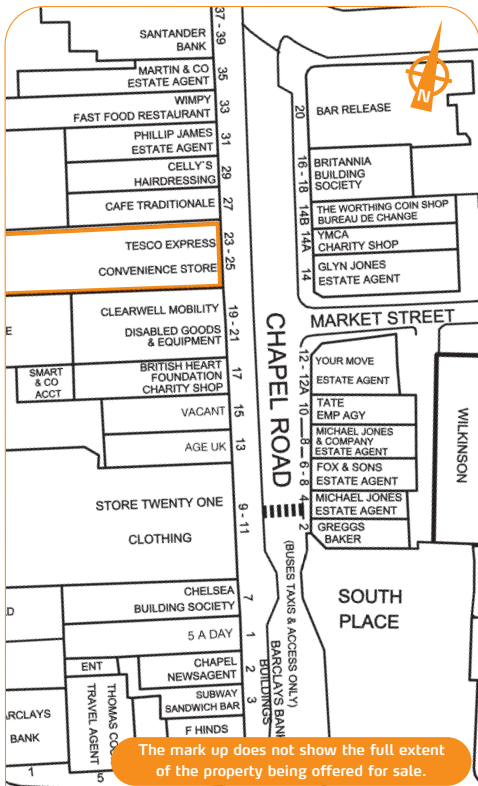 SANTANDER
BANK
37 - 39
MARTIN & CO
ESTATE AGENT
35
WIMPY
FAST FOOD RESTAURANT
33
PHILLIP JAMES
ESTATE AGENT
31
CELLY'S
HAIRDRESSING
29
CAFE TRADITIONALE
27
TESCO EXPRESS
CONVENIENCE STORE
23 - 25
CLEARWELL MOBILITY
DISABLED GOODS
& EQUIPMENT
19 - 21
E
SMART
& CO
ACCT
BRITISH HEART
FOUNDATION
CHARITY SHOP
17
VACANT
15
AGE UK
13
STORE TWENTY ONE
CLOTHING
9 - 11
CHELSEA
BUILDING SOCIETY
7
5 A DAY
1
ENT
CHAPEL
NEWSAGENT
2
SUBWAY
SANDWICH BAR
3
F HINDS
TRAVEL AGENT
5
ARCLAYS
BANK
1
CHAPEL ROAD
(BUSES TAXIS & ACCESS ONLY)
BUILDINGS
N
BAR RELEASE
20
BRITANNIA
BUILDING
SOCIETY
16 - 18
THE WORTHING COIN SHOP
BUREAU DE CHANGE
14B
YMCA
CHARITY SHOP
14A
GLYN JONES
ESTATE AGENT
14
MARKET STREET
YOUR MOVE
ESTATE AGENT
12 - 12A
TATE
EMP AGY
10
MICHAEL JONES
& COMPANY
ESTATE AGENT
8
FOX & SONS
ESTATE AGENT
6 - 8
MICHAEL JONES
ESTATE AGENT
4
GREGGS
BAKER
2
WILKINSON
SOUTH
PLACE
The mark up does not show the full extent
of the property being offered for sale.